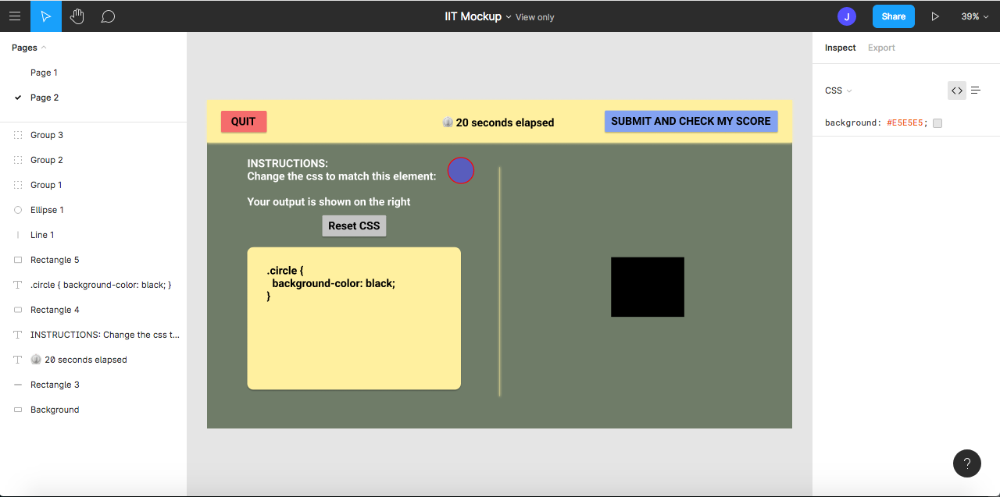 IIT Mockup View only
J
Share
39%
Pages
Page 1
Page 2
Group 3
Group 2
Group 1
Ellipse 1
Line 1
Rectangle 5
.circle { background-color: black; }
Rectangle 4
INSTRUCTIONS: Change the css t...
20 seconds elapsed
Rectangle 3
Background
QUIT
20 seconds elapsed
SUBMIT AND CHECK MY SCORE
INSTRUCTIONS:
Change the css to match this element:
Your output is shown on the right
Reset CSS
.circle {
background-color: black;
}
Inspect Export
CSS
background: #E5E5E5;
?